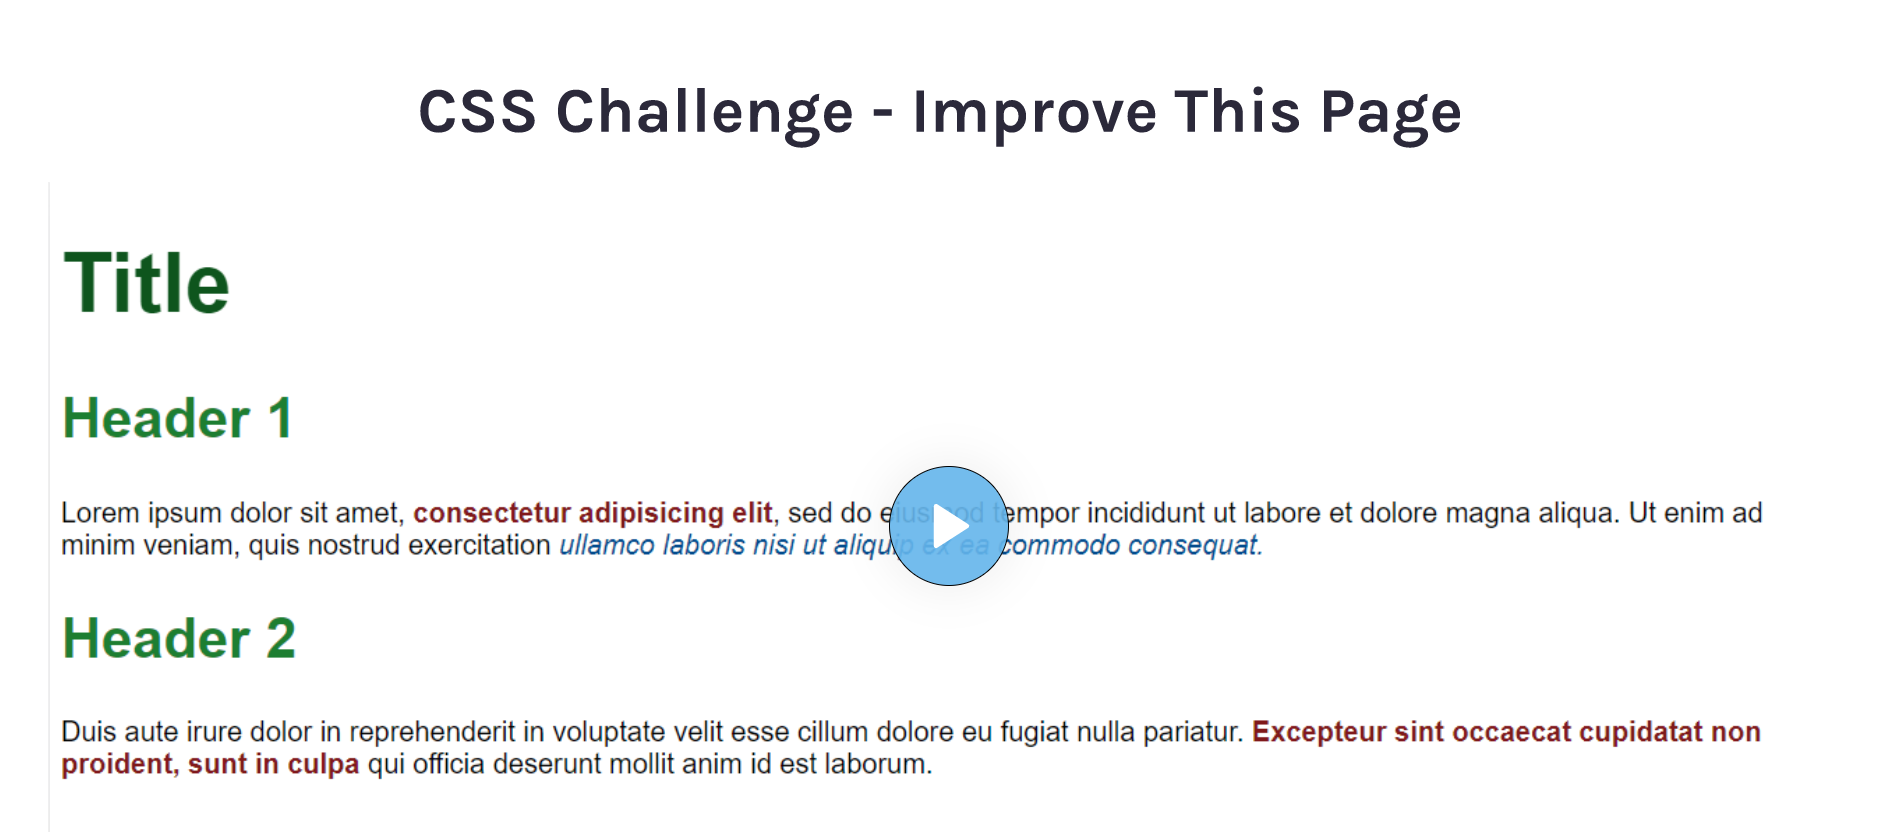 CSS Challenge - Improve This Page
Title
Header 1
Lorem ipsum dolor sit amet, consectetur adipisicing elit, sed do eiusmod tempor incididunt ut labore et dolore magna aliqua. Ut enim ad
minim veniam, quis nostrud exercitation ullamco laboris nisi ut aliquip ex ea commodo consequat.
Header 2
Duis aute irure dolor in reprehenderit in voluptate velit esse cillum dolore eu fugiat nulla pariatur. Excepteur sint occaecat cupidatat non
proident, sunt in culpa qui officia deserunt mollit anim id est laborum.